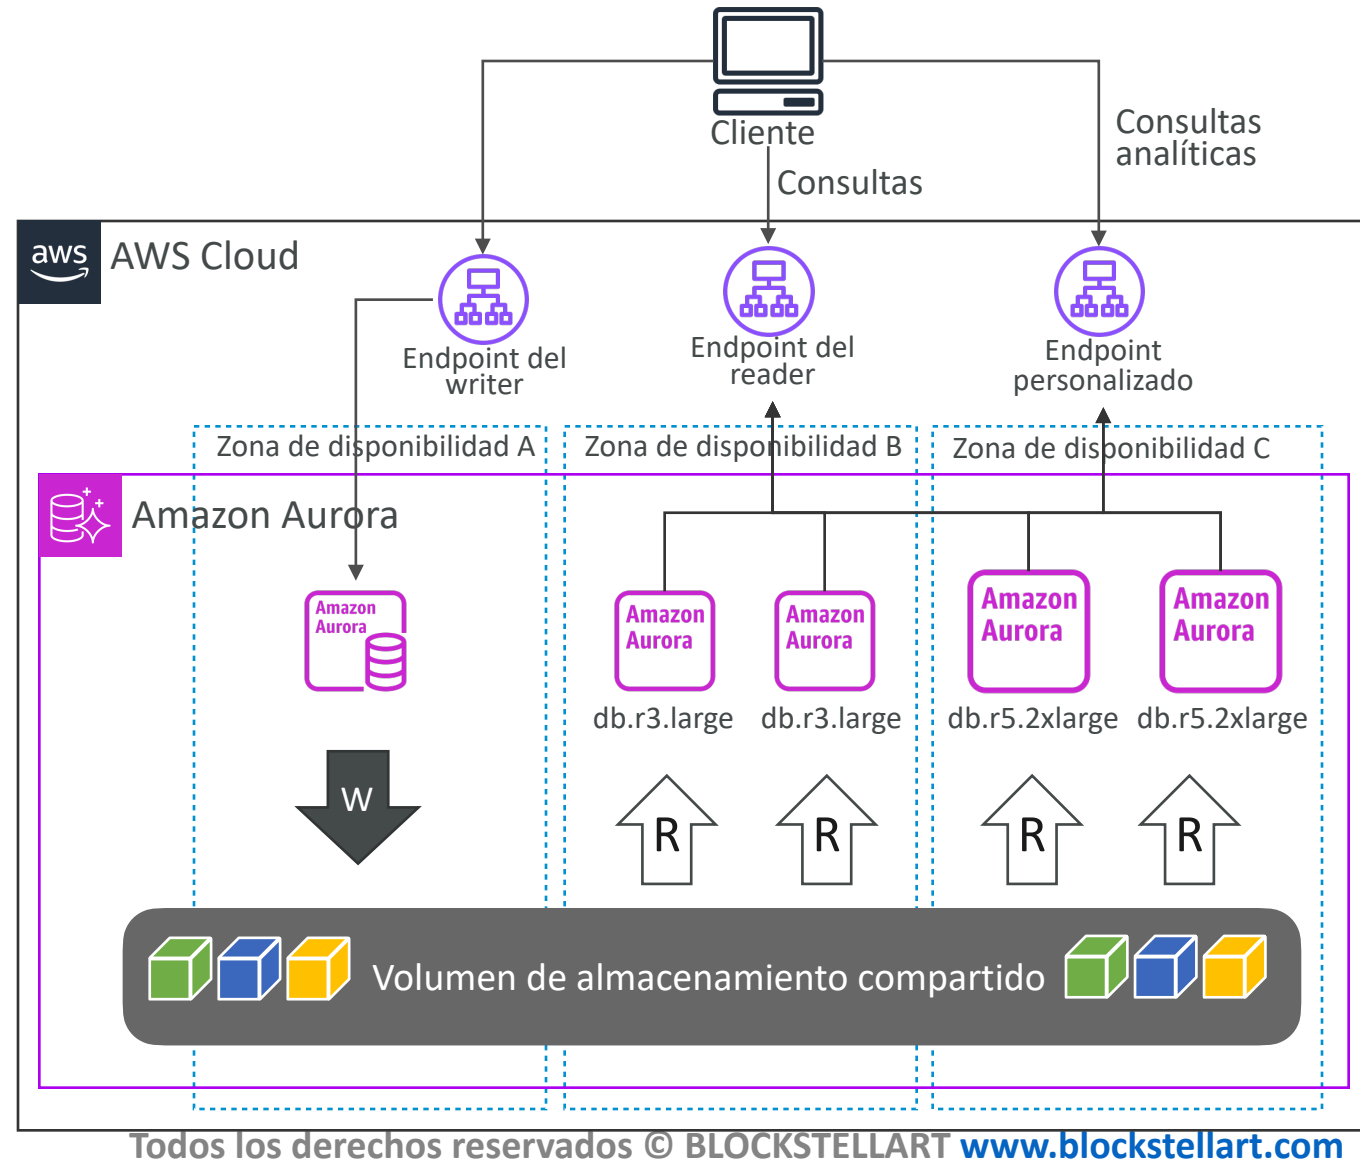 Cliente
Consultas
Consultas
analíticas
aws
AWS Cloud
Endpoint del
writer
Endpoint del
reader
Endpoint
personalizado
Zona de disponibilidad A
Zona de disponibilidad B
Zona de disponibilidad C
Amazon Aurora
Amazon
Aurora
Amazon
Aurora
Amazon
Aurora
Amazon
Aurora
Amazon
Aurora
db.r3.large
db.r3.large
db.r5.2xlarge
db.r5.2xlarge
W
R
R
R
R
Volumen de almacenamiento compartido
Todos los derechos reservados © BLOCKSTELLART www.blockstellart.com